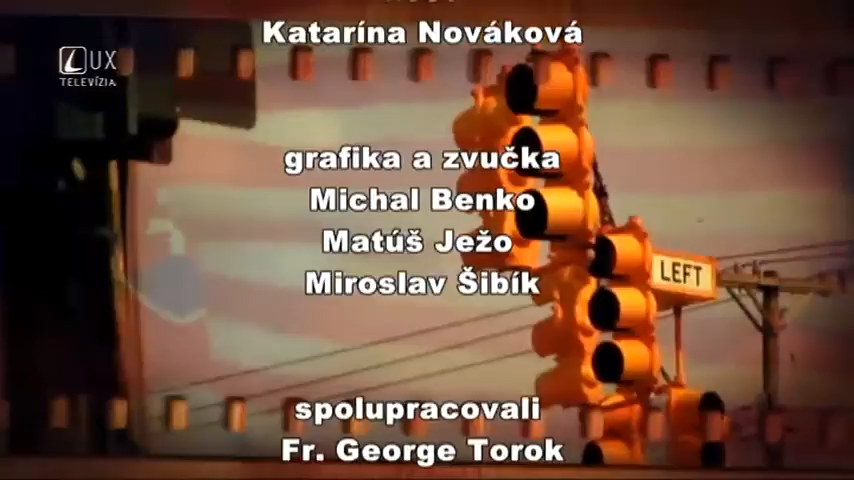 Katarína Nováková
LUX
TELEVÍZIA
grafika a zvučka
Michal Benko
Matúš Ježo
Miroslav Šibík
LEFT
spolupracovali
Fr. George Torok